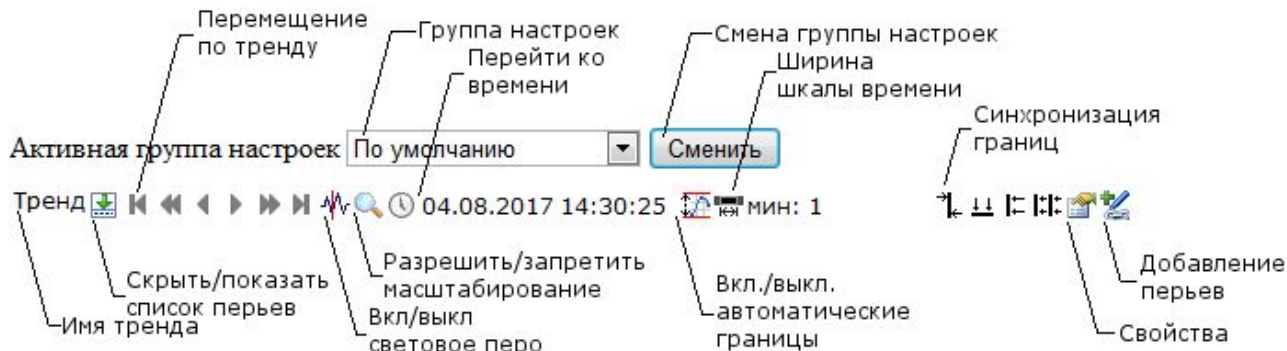 Перемещение
по тренду
Группа настроек
Перейти ко
времени
Смена группы настроек
Ширина
шкалы времени
Синхронизация
границ
Активная группа настроек По умолчанию Сменить
Тренд 04.08.2017 14:30:25 мин: 1
Скрыть/показать
список перьев
Имя тренда
Разрешить/запретить
масштабирование
Вкл/выкл
световое перо
Вкл./выкл.
автоматические
границы
Добавление
перьев
Свойства